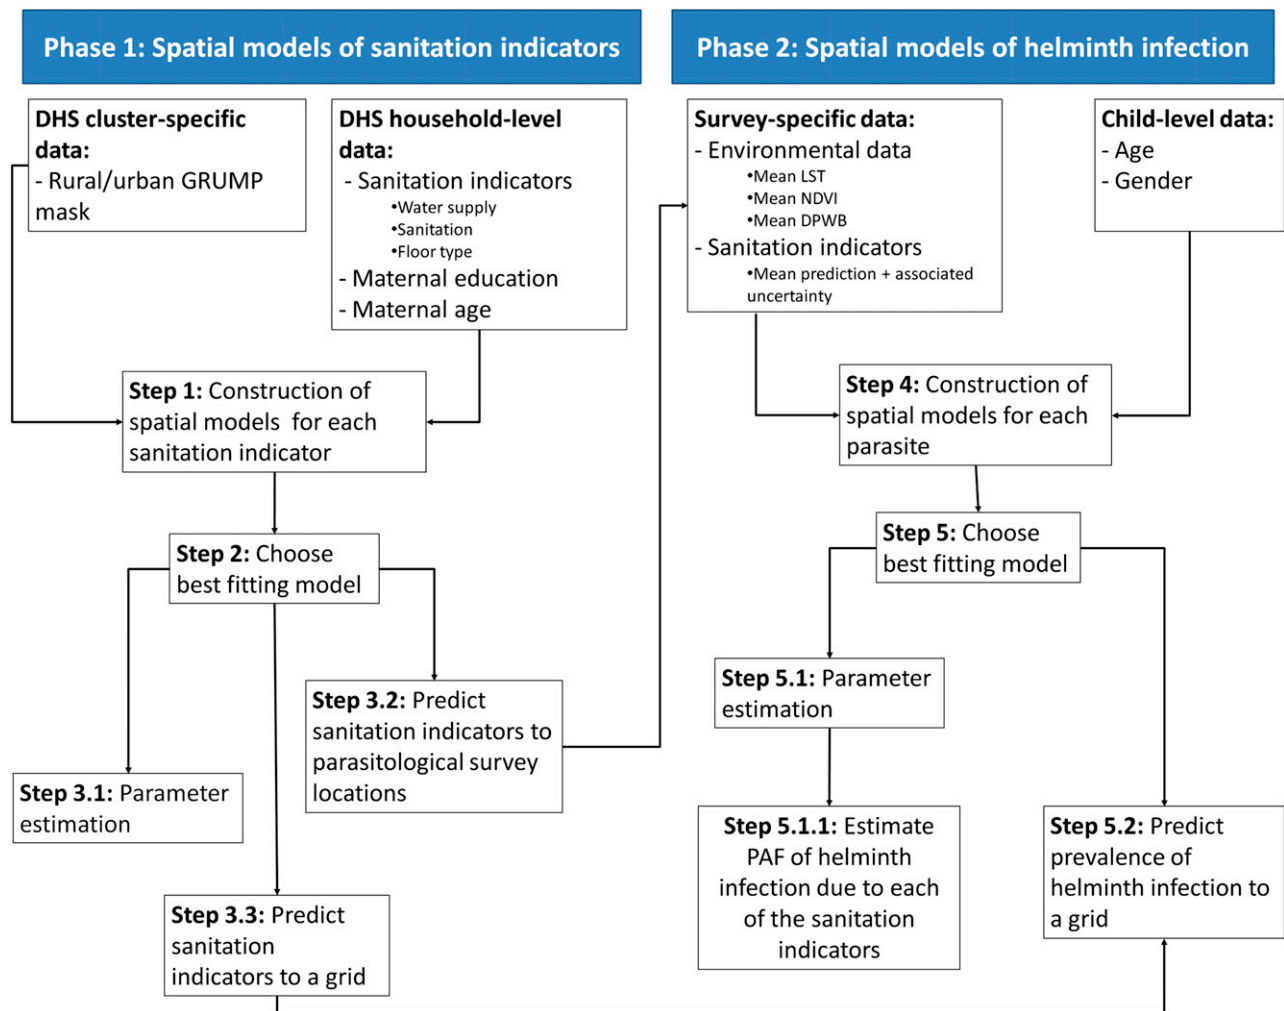 Phase 1: Spatial models of sanitation indicators
DHS cluster-specific
data:
- Rural/urban GRUMP
mask
DHS household-level
data:
- Sanitation indicators
•Water supply
•Sanitation
•Floor type
- Maternal education
- Maternal age
Step 1: Construction of
spatial models for each
sanitation indicator
Step 2: Choose
best fitting model
Step 3.1: Parameter
estimation
Step 3.2: Predict
sanitation indicators to
parasitological survey
locations
Step 3.3: Predict
sanitation
indicators to a grid
Phase 2: Spatial models of helminth infection
Survey-specific data:
- Environmental data
•Mean LST
•Mean NDVI
•Mean DPWB
- Sanitation indicators
•Mean prediction + associated
uncertainty
Child-level data:
- Age
- Gender
Step 4: Construction of
spatial models for each
parasite
Step 5: Choose
best fitting model
Step 5.1: Parameter
estimation
Step 5.1.1: Estimate
PAF of helminth
infection due to each
of the sanitation
indicators
Step 5.2: Predict
prevalence of
helminth infection to
a grid